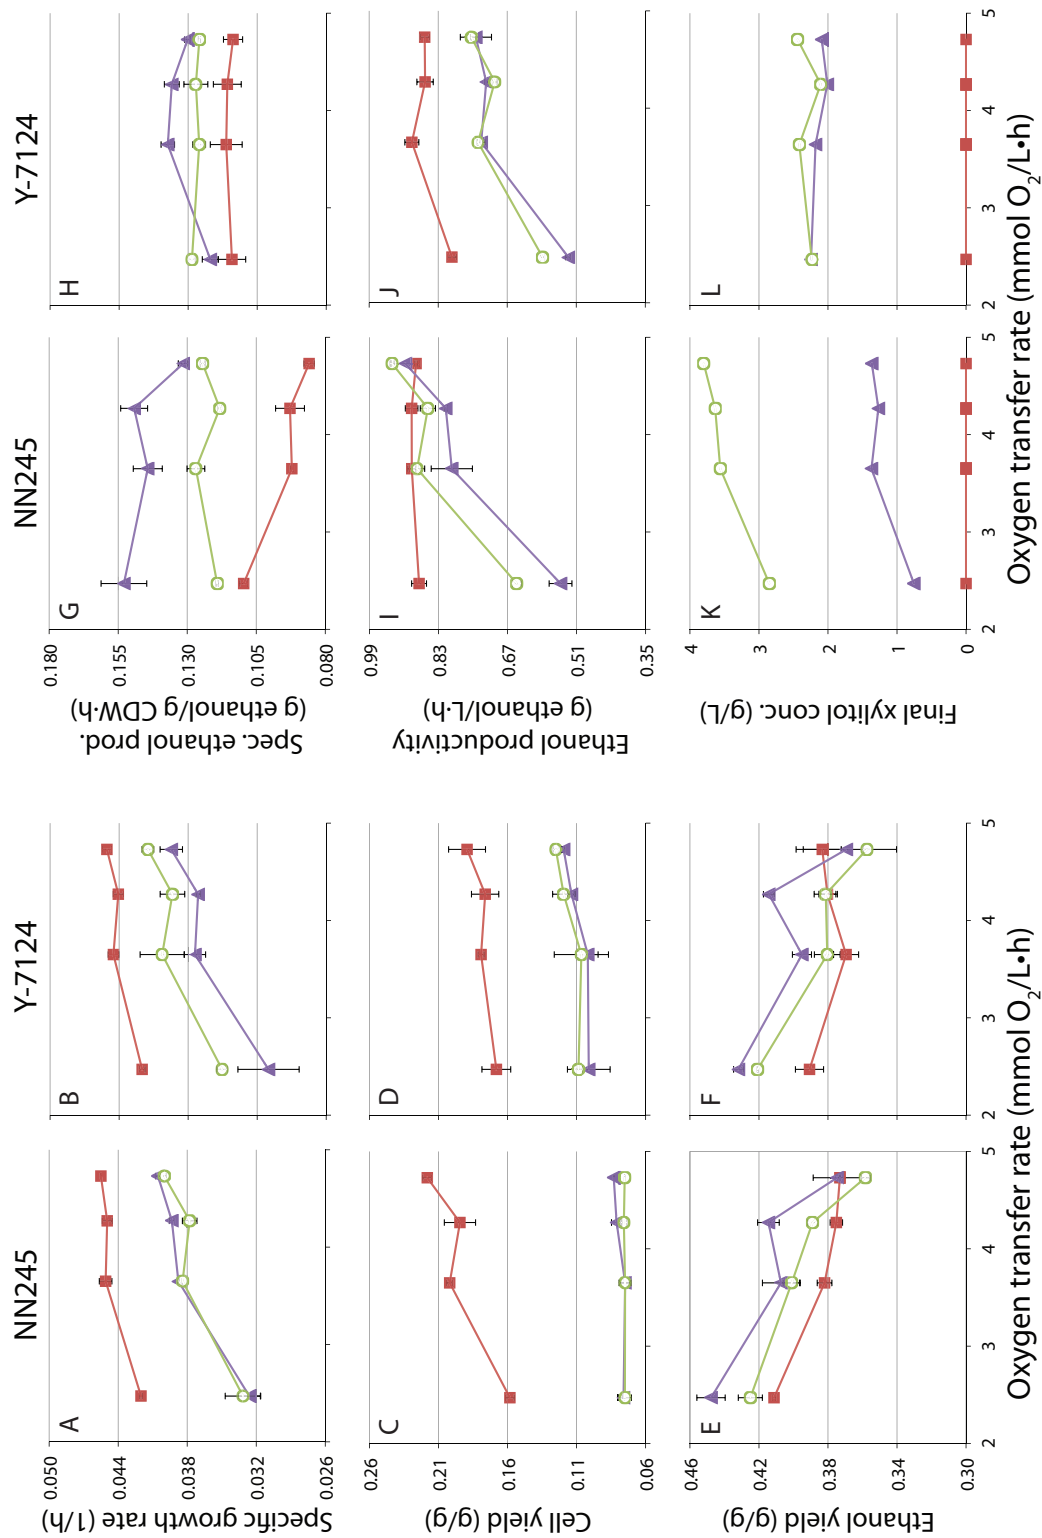 NN245
Y-7124
NN245
Y-7124
Specific growth rate (1/h)
0.050
0.044
0.038
0.032
0.026
A
B
Spec. ethanol prod.
(g ethanol/g CDW·h)
0.180
0.155
0.130
0.105
0.080
G
H
Cell yield (g/g)
0.26
0.21
0.16
0.11
0.06
C
D
Ethanol productivity
(g ethanol/L·h)
0.99
0.83
0.67
0.51
0.35
I
J
Ethanol yield (g/g)
0.46
0.42
0.38
0.34
0.30
E
F
Final xylitol conc. (g/L)
4
3
2
1
0
K
L
2 3 4 5 2 3 4 5
2 3 4 5 2 3 4 5
Oxygen transfer rate (mmol O₂/L•h)
Oxygen transfer rate (mmol O₂/L•h)